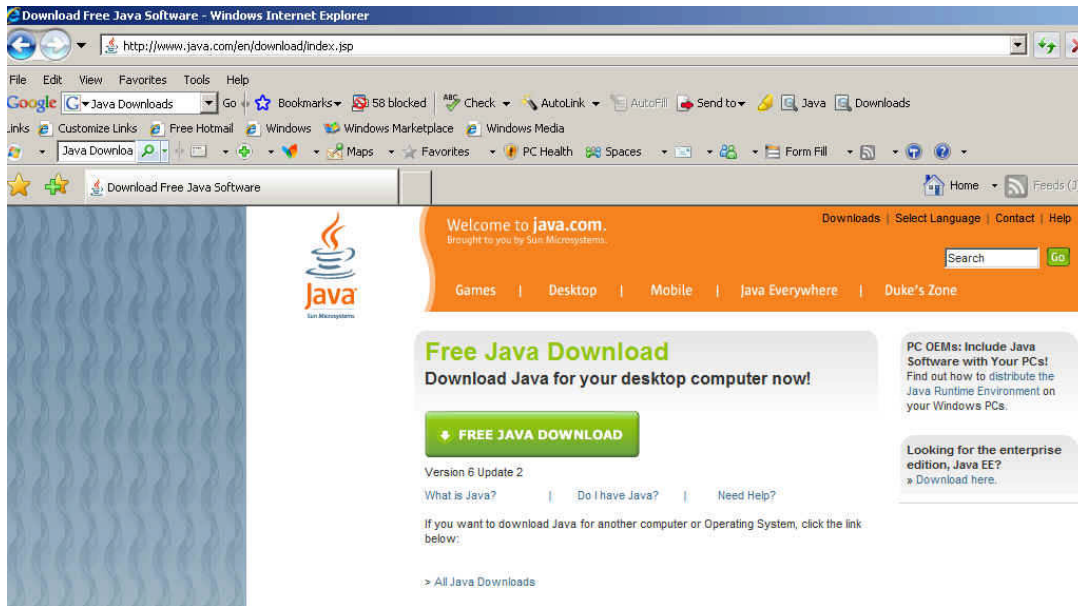 Download Free Java Software - Windows Internet Explorer
http://www.java.com/en/download/index.jsp
File Edit View Favorites Tools Help
Google G Java Downloads Go Bookmarks 58 blocked ABC Check AutoLink AutoFill Send to Java Downloads
Links Customize Links Free Hotmail Windows Windows Marketplace Windows Media
Java Downloa Maps Favorites PC Health Spaces Form Fill
Download Free Java Software Home Feeds (J
Downloads | Select Language | Contact | Help
Welcome to java.com.
Brought to you by Sun Microsystems.
Search Go
Java
Sun Microsystems
Games | Desktop | Mobile | Java Everywhere | Duke's Zone
Free Java Download
Download Java for your desktop computer now!
FREE JAVA DOWNLOAD
Version 6 Update 2
What is Java? | Do I have Java? | Need Help?
If you want to download Java for another computer or Operating System, click the link
below:
> All Java Downloads
PC OEMs: Include Java
Software with Your PCs!
Find out how to distribute the
Java Runtime Environment on
your Windows PCs.
Looking for the enterprise
edition, Java EE?
» Download here.